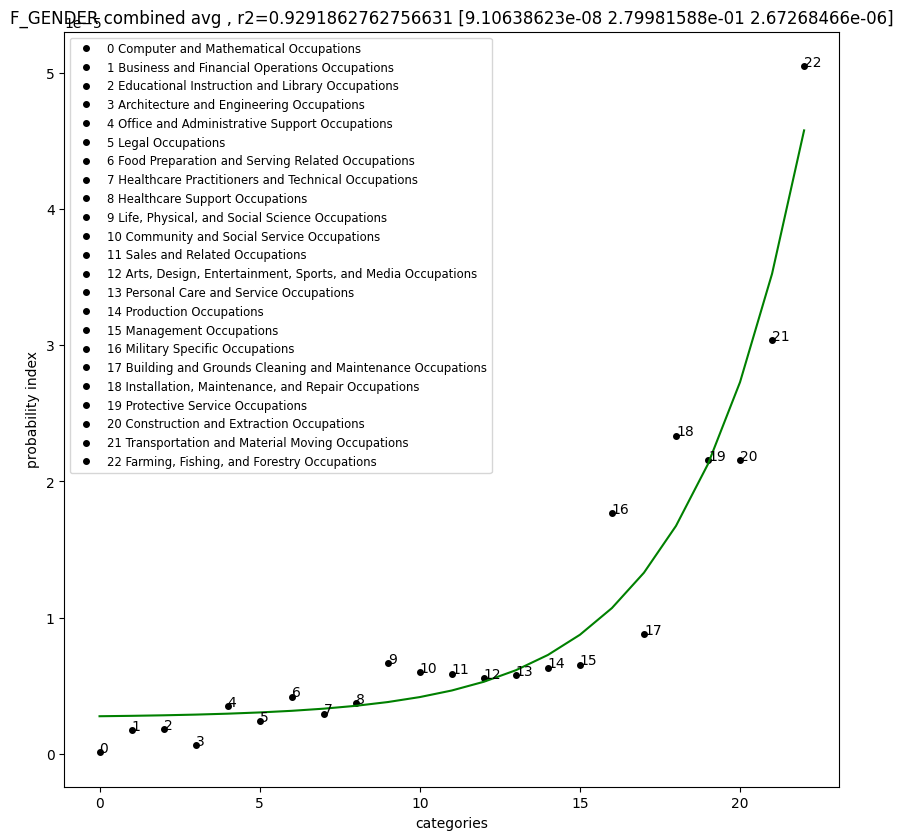 F_GENDER combined avg , r2=0.9291862762756631 [9.10638623e-08 2.79981588e-01 2.67268466e-06]
1e−5
0 Computer and Mathematical Occupations
1 Business and Financial Operations Occupations
2 Educational Instruction and Library Occupations
3 Architecture and Engineering Occupations
4 Office and Administrative Support Occupations
5 Legal Occupations
6 Food Preparation and Serving Related Occupations
7 Healthcare Practitioners and Technical Occupations
8 Healthcare Support Occupations
9 Life, Physical, and Social Science Occupations
10 Community and Social Service Occupations
11 Sales and Related Occupations
12 Arts, Design, Entertainment, Sports, and Media Occupations
13 Personal Care and Service Occupations
14 Production Occupations
15 Management Occupations
16 Military Specific Occupations
17 Building and Grounds Cleaning and Maintenance Occupations
18 Installation, Maintenance, and Repair Occupations
19 Protective Service Occupations
20 Construction and Extraction Occupations
21 Transportation and Material Moving Occupations
22 Farming, Fishing, and Forestry Occupations
probability index
5
4
3
2
1
0
0
1
2
3
4
5
6
7
8
9
10
11
12
13
14
15
16
17
18
19
20
21
22
0 5 10 15 20
categories